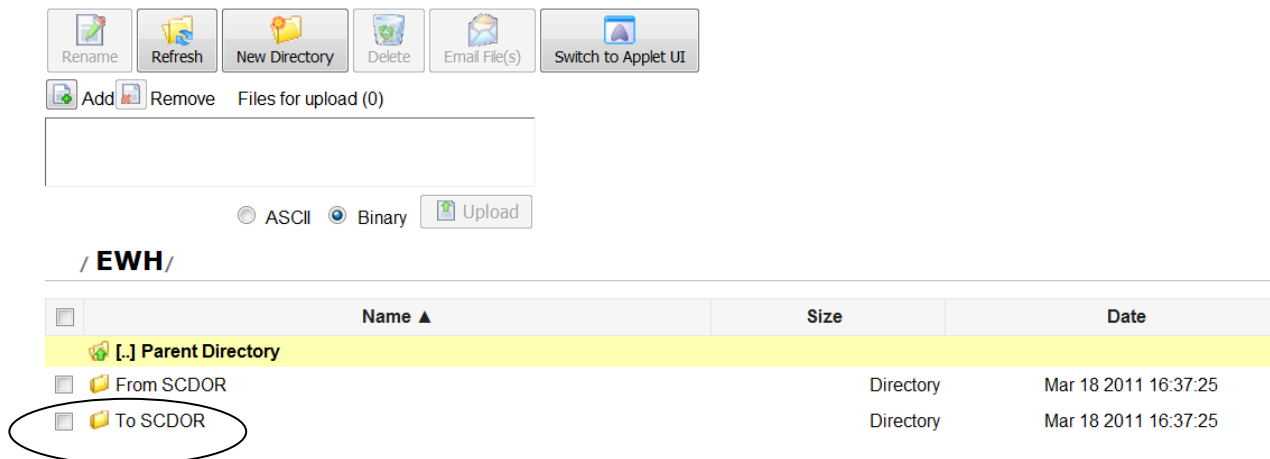 Rename Refresh New Directory Delete Email File(s) Switch to Applet UI
Add Remove Files for upload (0)
ASCII Binary Upload
/ EWH /
Name ▲ Size Date
[..] Parent Directory
From SCDOR Directory Mar 18 2011 16:37:25
To SCDOR Directory Mar 18 2011 16:37:25